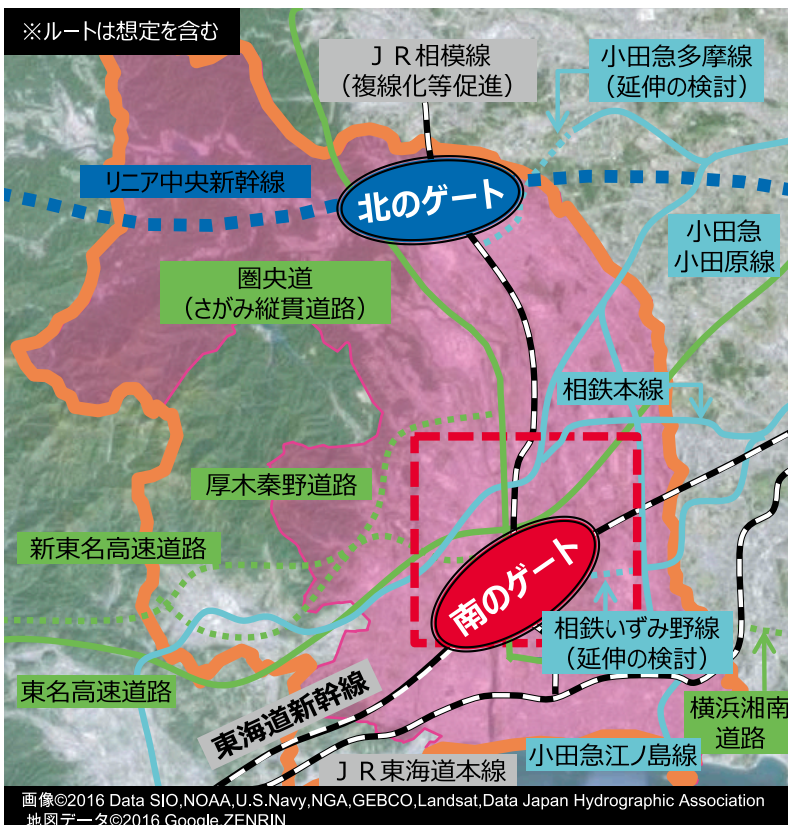 ※ルートは想定を含む
ＪＲ相模線
（複線化等促進）
小田急多摩線
（延伸の検討）
リニア中央新幹線
北のゲート
小田急
小田原線
圏央道
（さがみ縦貫道路）
相鉄本線
厚木秦野道路
新東名高速道路
南のゲート
相鉄いずみ野線
（延伸の検討）
東名高速道路
東海道新幹線
横浜湘南
道路
小田急江ノ島線
ＪＲ東海道本線
画像©2016 Data SIO,NOAA,U.S.Navy,NGA,GEBCO,Landsat,Data Japan Hydrographic Association
地図データ©2016 Google,ZENRIN